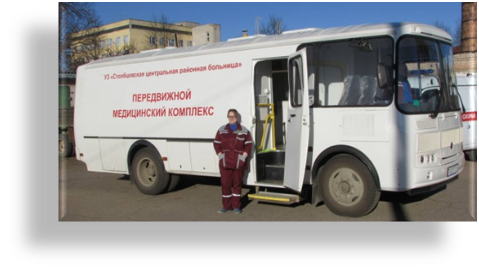 УЗ «Столбцовская центральная районная больница»
ПЕРЕДВИЖНОЙ
МЕДИЦИНСКИЙ КОМПЛЕКС